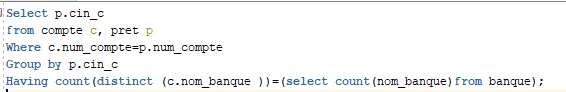 Select p.cin_c
from compte c, pret p
Where c.num_compte=p.num_compte
Group by p.cin_c
Having count(distinct (c.nom_banque ))=(select count(nom_banque)from banque);